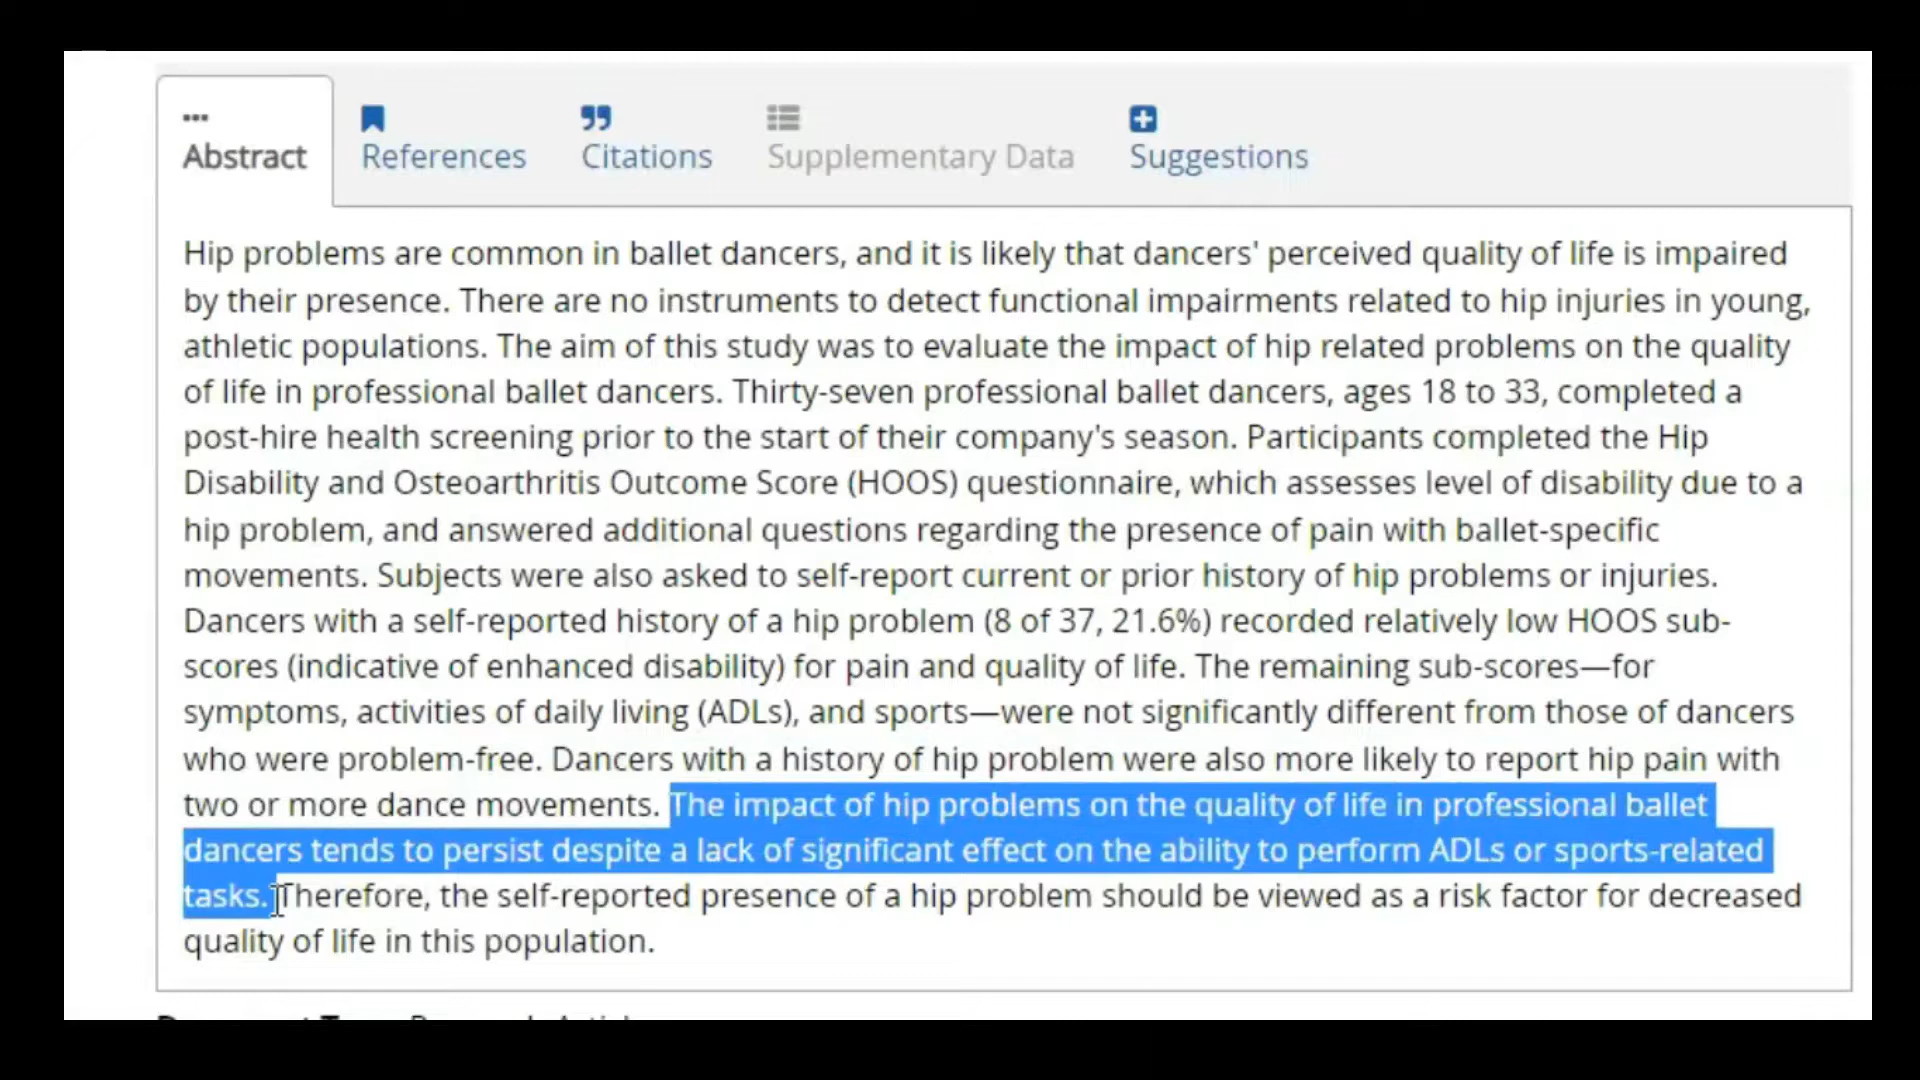 Abstract
References
Citations
Supplementary Data
Suggestions
Hip problems are common in ballet dancers, and it is likely that dancers' perceived quality of life is impaired
by their presence. There are no instruments to detect functional impairments related to hip injuries in young,
athletic populations. The aim of this study was to evaluate the impact of hip related problems on the quality
of life in professional ballet dancers. Thirty-seven professional ballet dancers, ages 18 to 33, completed a
post-hire health screening prior to the start of their company's season. Participants completed the Hip
Disability and Osteoarthritis Outcome Score (HOOS) questionnaire, which assesses level of disability due to a
hip problem, and answered additional questions regarding the presence of pain with ballet-specific
movements. Subjects were also asked to self-report current or prior history of hip problems or injuries.
Dancers with a self-reported history of a hip problem (8 of 37, 21.6%) recorded relatively low HOOS sub-
scores (indicative of enhanced disability) for pain and quality of life. The remaining sub-scores—for
symptoms, activities of daily living (ADLs), and sports—were not significantly different from those of dancers
who were problem-free. Dancers with a history of hip problem were also more likely to report hip pain with
two or more dance movements. The impact of hip problems on the quality of life in professional ballet
dancers tends to persist despite a lack of significant effect on the ability to perform ADLs or sports-related
tasks. Therefore, the self-reported presence of a hip problem should be viewed as a risk factor for decreased
quality of life in this population.